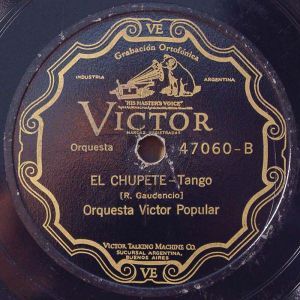 VE
Grabación Ortofónica
INDUSTRIA ARGENTINA
"HIS MASTER'S VOICE"
VICTOR
MARCAS REGISTRADAS
Orquesta 47060-B
EL CHUPETE-Tango
[R. Gaudencio]
Orquesta Victor Popular
VICTOR TALKING MACHINE CO.
SUCURSAL ARGENTINA,
BUENOS AIRES
VE